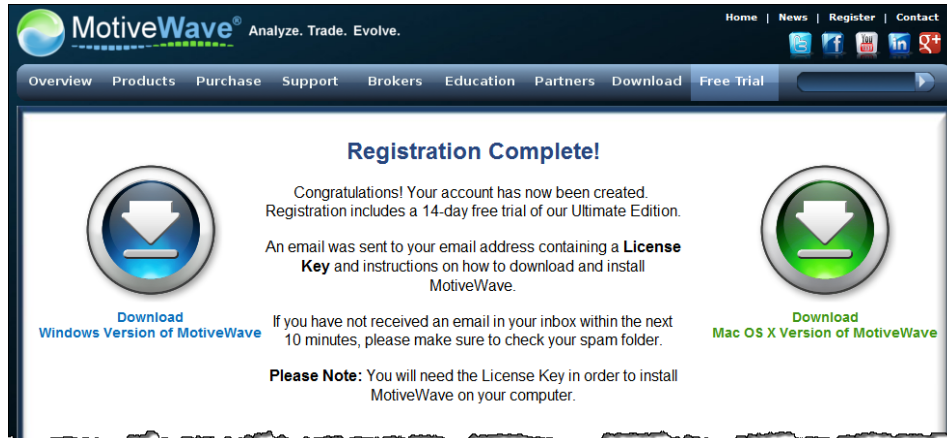 Home | News | Register | Contact
MotiveWave® Analyze. Trade. Evolve.
Overview Products Purchase Support Brokers Education Partners Download Free Trial
Registration Complete!
Congratulations! Your account has now been created.
Registration includes a 14-day free trial of our Ultimate Edition.
An email was sent to your email address containing a License
Key and instructions on how to download and install
MotiveWave.
Download
Windows Version of MotiveWave
If you have not received an email in your inbox within the next
10 minutes, please make sure to check your spam folder.
Download
Mac OS X Version of MotiveWave
Please Note: You will need the License Key in order to install
MotiveWave on your computer.